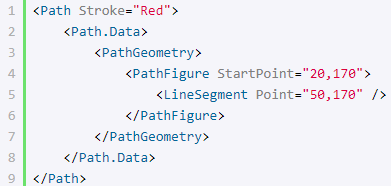 1 <Path Stroke="Red">
2     <Path.Data>
3         <PathGeometry>
4             <PathFigure StartPoint="20,170">
5                 <LineSegment Point="50,170" />
6             </PathFigure>
7         </PathGeometry>
8     </Path.Data>
9 </Path>